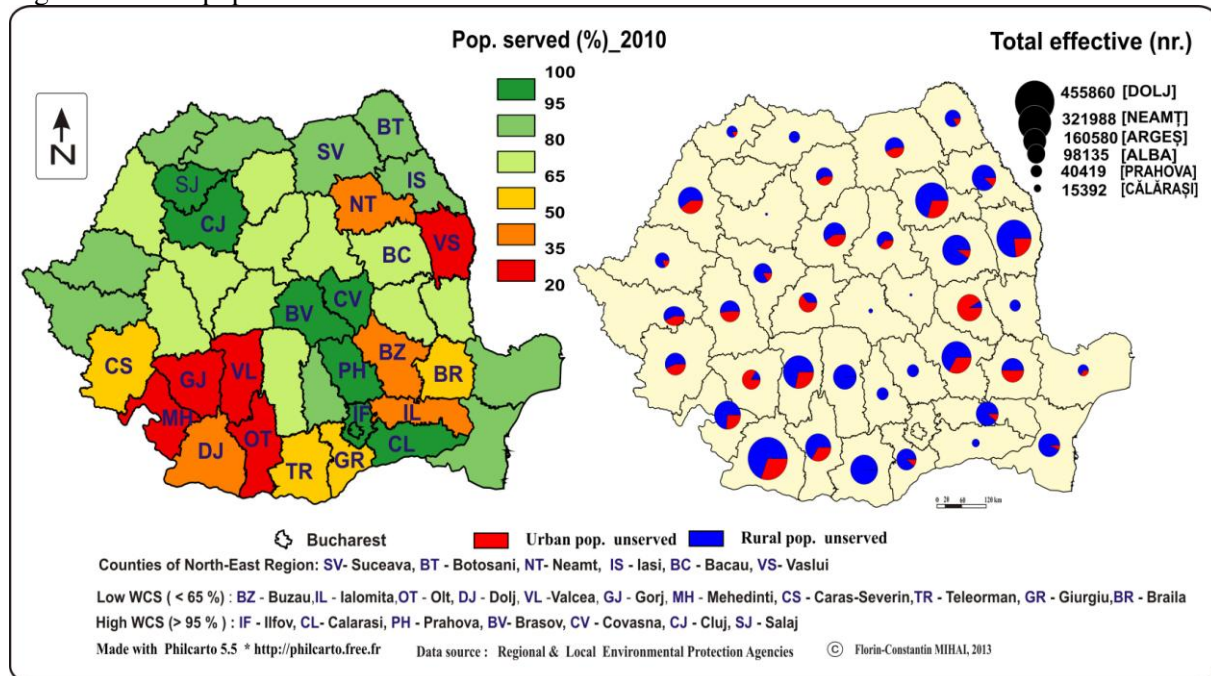 Pop. served (%)_2010
100
95
80
65
50
35
20
Total effective (nr.)
455860 [DOLJ]
321988 [NEAMȚ]
160580 [ARGEȘ]
98135 [ALBA]
40419 [PRAHOVA]
15392 [CĂLĂRAȘI]
N
BT
SV
IS
SJ
NT
CJ
VS
BC
CV
BV
BZ
CS
VL
GJ
PH
BR
MH
IF
IL
OT
CL
DJ
GR
TR
0 20 60 120 km
Bucharest
Urban pop. unserved
Rural pop. unserved
Counties of North-East Region: SV- Suceava, BT - Botosani, NT- Neamt, IS - Iasi, BC - Bacau, VS- Vaslui
Low WCS ( < 65 %) : BZ - Buzau,IL - Ialomita,OT - Olt, DJ - Dolj, VL -Valcea, GJ - Gorj, MH - Mehedinti, CS - Caras-Severin,TR - Teleorman, GR - Giurgiu,BR - Braila
High WCS (> 95 % ) : IF - Ilfov, CL- Calarasi, PH - Prahova, BV- Brasov, CV - Covasna, CJ - Cluj, SJ - Salaj
Made with Philcarto 5.5 * http://philcarto.free.fr
Data source : Regional & Local Environmental Protection Agencies
© Florin-Constantin MIHAI, 2013